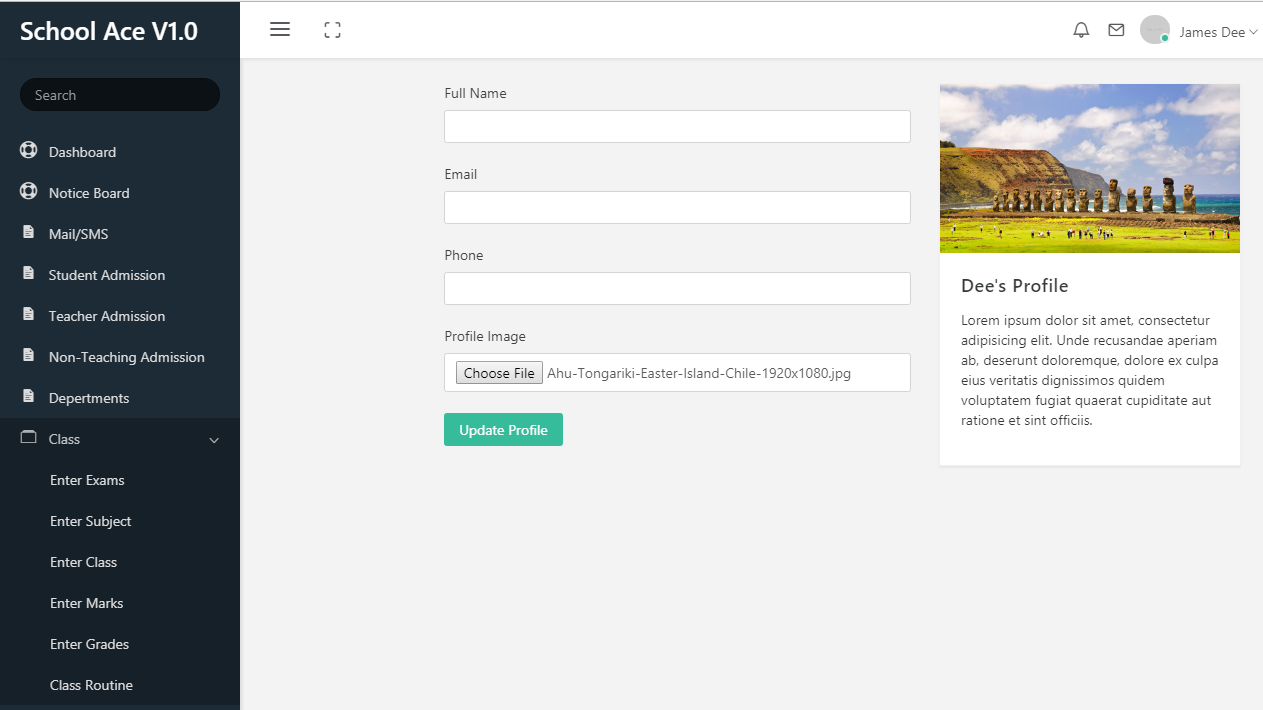 School Ace V1.0
Search
Dashboard
Notice Board
Mail/SMS
Student Admission
Teacher Admission
Non-Teaching Admission
Depertments
Class
Enter Exams
Enter Subject
Enter Class
Enter Marks
Enter Grades
Class Routine
James Dee
Full Name
Email
Phone
Profile Image
Choose File Ahu-Tongariki-Easter-Island-Chile-1920x1080.jpg
Update Profile
Dee's Profile
Lorem ipsum dolor sit amet, consectetur
adipisicing elit. Unde recusandae aperiam
ab, deserunt doloremque, dolore ex culpa
eius veritatis dignissimos quidem
voluptatem fugiat quaerat cupiditate aut
ratione et sint officiis.